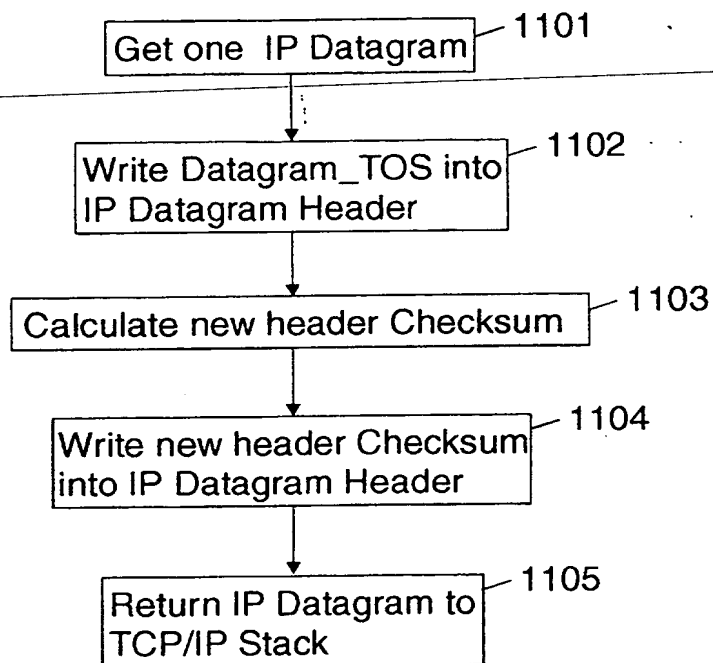 Get one IP Datagram
1101
Write Datagram_TOS into
1102
IP Datagram Header
Calculate new header Checksum
1103
Write new header Checksum
1104
into IP Datagram Header
Return IP Datagram to
1105
TCP/IP Stack